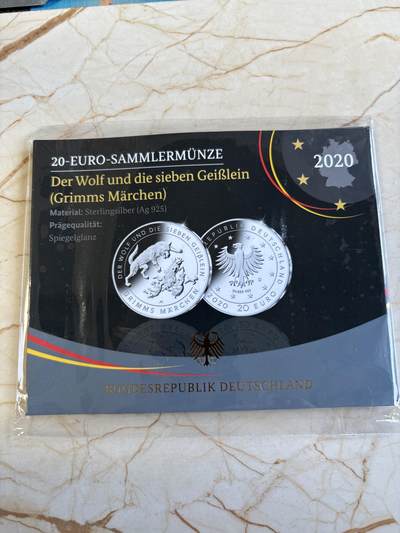 20-EURO-SAMMLERMÜNZE
2020
Der Wolf und die sieben Geißlein
(Grimms Märchen)
Material: Sterlingsilber (Ag 925)
Prägequalität:
Spiegelglanz
DER WOLF UND DIE SIEBEN GEIẞLEIN
GRIMMS MÄRCHEN
BUNDESREPUBLIK DEUTSCHLAND
2020 20 EURO
BUNDESREPUBLIK DEUTSCHLAND